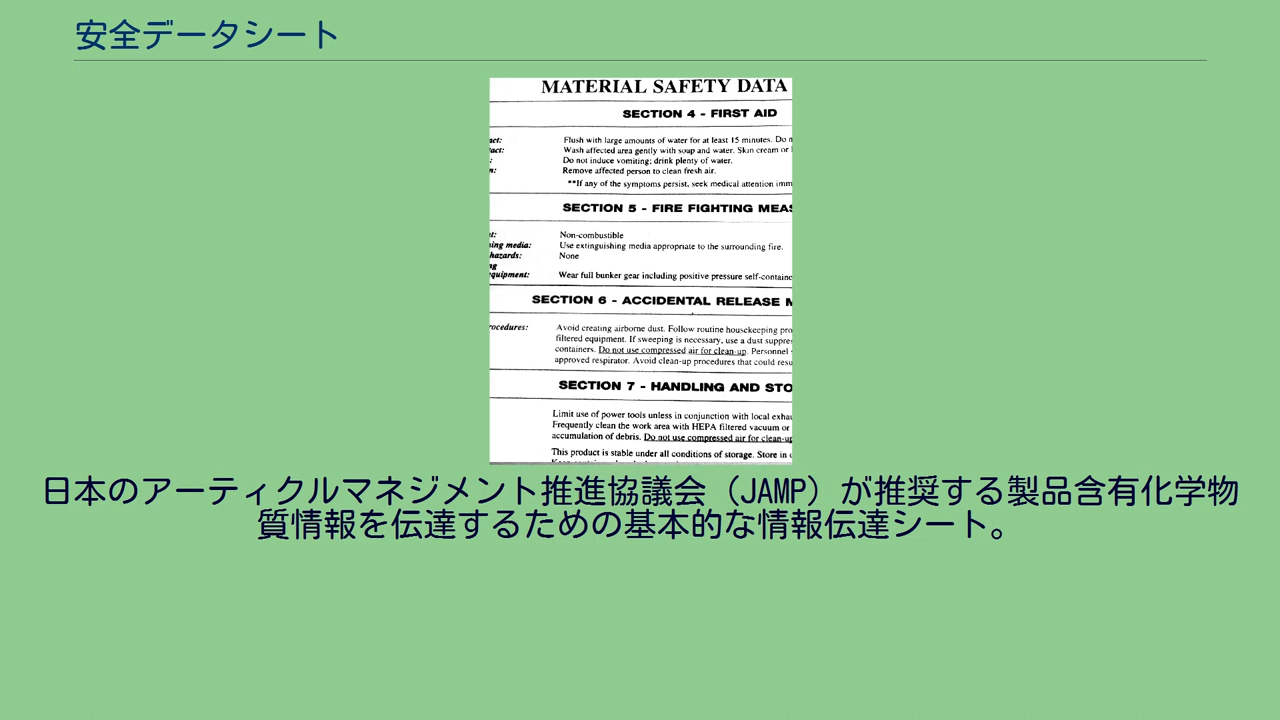 安全データシート
MATERIAL SAFETY DATA
SECTION 4 - FIRST AID
Flush with large amounts of water for at least 15 minutes. Do
Wash affected area gently with soap and water. Skin cream or
Do not induce vomiting; drink plenty of water.
Remove affected person to clean fresh air.
**If any of the symptoms persist, seek medical attention
SECTION 5 - FIRE FIGHTING
Non-combustible
media: Use extinguishing media appropriate to the surrounding fire.
hazards: None
Wear full bunker gear including positive pressure
SECTION 6 - ACCIDENTAL RELEASE
Avoid creating airborne dust. Follow routine housekeeping
filtered equipment. If sweeping is necessary, use a dust
containers. Do not use compressed air for clean-up. Personnel
approved respirator. Avoid clean-up procedures that could
SECTION 7 - HANDLING AND
Limit use of power tools unless in conjunction with local
Frequently clean the work area with HEPA filtered vacuum or
accumulation of debris. Do not use compressed air for clean-up
This product is stable under all conditions of storage. Store in
日本のアーティクルマネジメント推進協議会（JAMP）が推奨する製品含有化学物
質情報を伝達するための基本的な情報伝達シート。